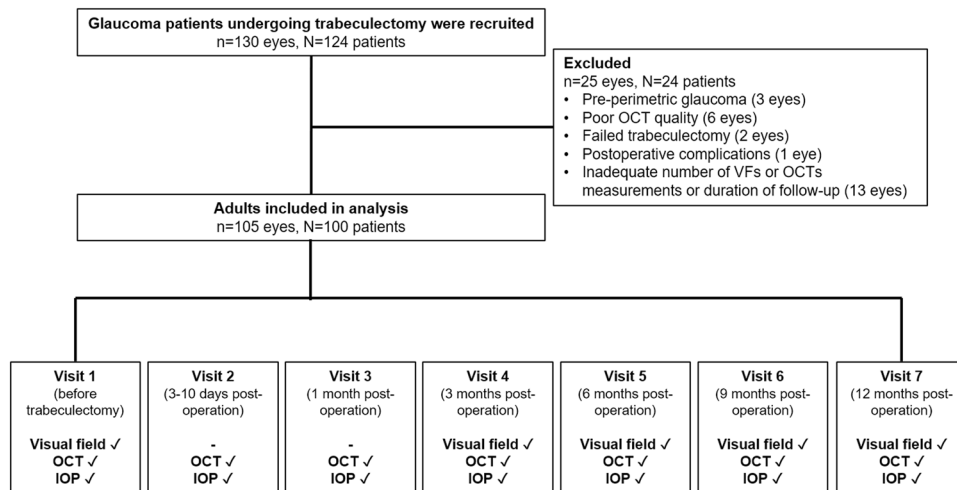 Glaucoma patients undergoing trabeculectomy were recruited
n=130 eyes, N=124 patients
Excluded
n=25 eyes, N=24 patients
• Pre-perimetric glaucoma (3 eyes)
• Poor OCT quality (6 eyes)
• Failed trabeculectomy (2 eyes)
• Postoperative complications (1 eye)
• Inadequate number of VFs or OCTs
measurements or duration of follow-up (13 eyes)
Adults included in analysis
n=105 eyes, N=100 patients
Visit 1
(before
trabeculectomy)
Visual field ✓
OCT ✓
IOP ✓
Visit 2
(3-10 days post-
operation)
-
OCT ✓
IOP ✓
Visit 3
(1 month post-
operation)
-
OCT ✓
IOP ✓
Visit 4
(3 months post-
operation)
Visual field ✓
OCT ✓
IOP ✓
Visit 5
(6 months post-
operation)
Visual field ✓
OCT ✓
IOP ✓
Visit 6
(9 months post-
operation)
Visual field ✓
OCT ✓
IOP ✓
Visit 7
(12 months post-
operation)
Visual field ✓
OCT ✓
IOP ✓